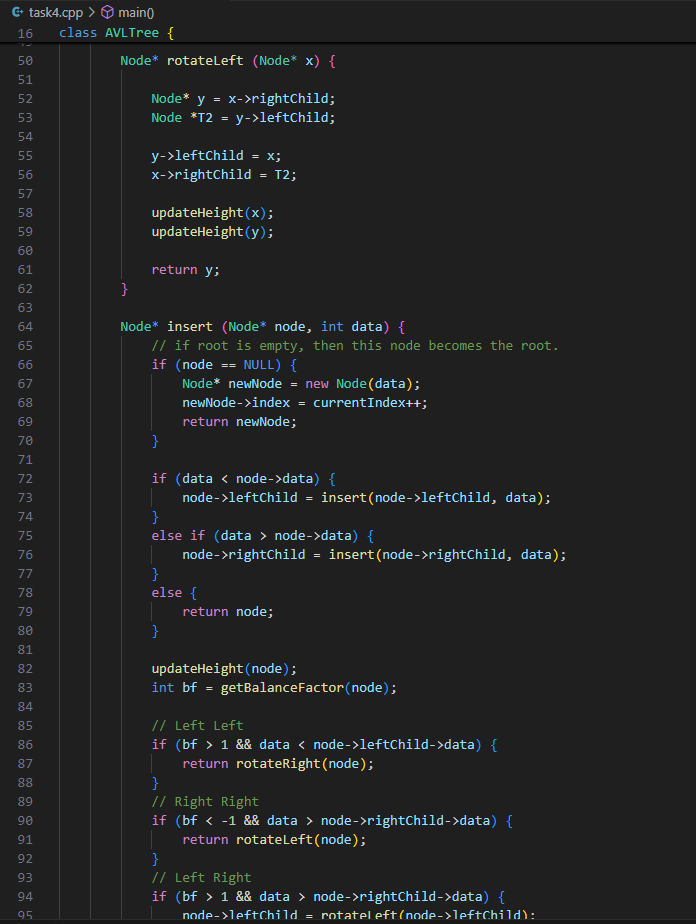 task4.cpp > main()
16 class AVLTree {
50 Node* rotateLeft (Node* x) {
51
52 Node* y = x->rightChild;
53 Node *T2 = y->leftChild;
54
55 y->leftChild = x;
56 x->rightChild = T2;
57
58 updateHeight(x);
59 updateHeight(y);
60
61 return y;
62 }
63
64 Node* insert (Node* node, int data) {
65 // if root is empty, then this node becomes the root.
66 if (node == NULL) {
67 Node* newNode = new Node(data);
68 newNode->index = currentIndex++;
69 return newNode;
70 }
71
72 if (data < node->data) {
73 node->leftChild = insert(node->leftChild, data);
74 }
75 else if (data > node->data) {
76 node->rightChild = insert(node->rightChild, data);
77 }
78 else {
79 return node;
80 }
81
82 updateHeight(node);
83 int bf = getBalanceFactor(node);
84
85 // Left Left
86 if (bf > 1 && data < node->leftChild->data) {
87 return rotateRight(node);
88 }
89 // Right Right
90 if (bf < -1 && data > node->rightChild->data) {
91 return rotateLeft(node);
92 }
93 // Left Right
94 if (bf > 1 && data > node->rightChild->data) {
95 node->leftChild = rotateLeft(node->leftChild);